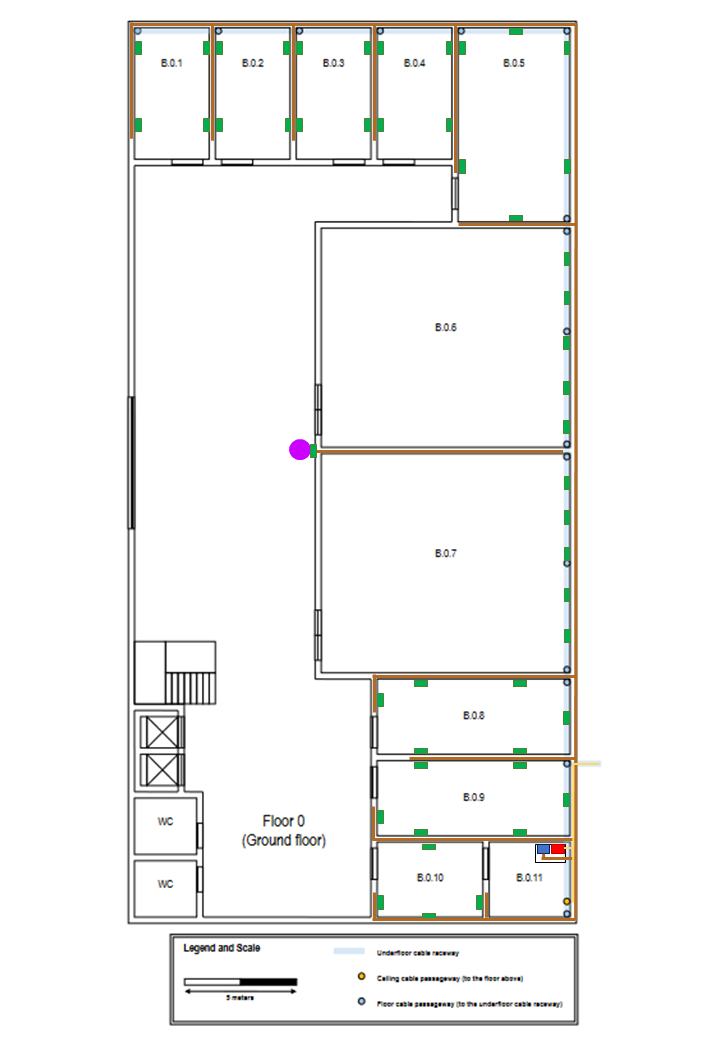 B.0.1
B.0.2
B.0.3
B.0.4
B.0.5
B.0.6
B.0.7
B.0.8
B.0.9
WC
Floor 0
(Ground floor)
B.0.10
B.0.11
WC
Legend and Scale
Underfloor cable raceway
5 meters
Ceiling cable passageway (to the floor above)
Floor cable passageway (to the underfloor cable raceway)